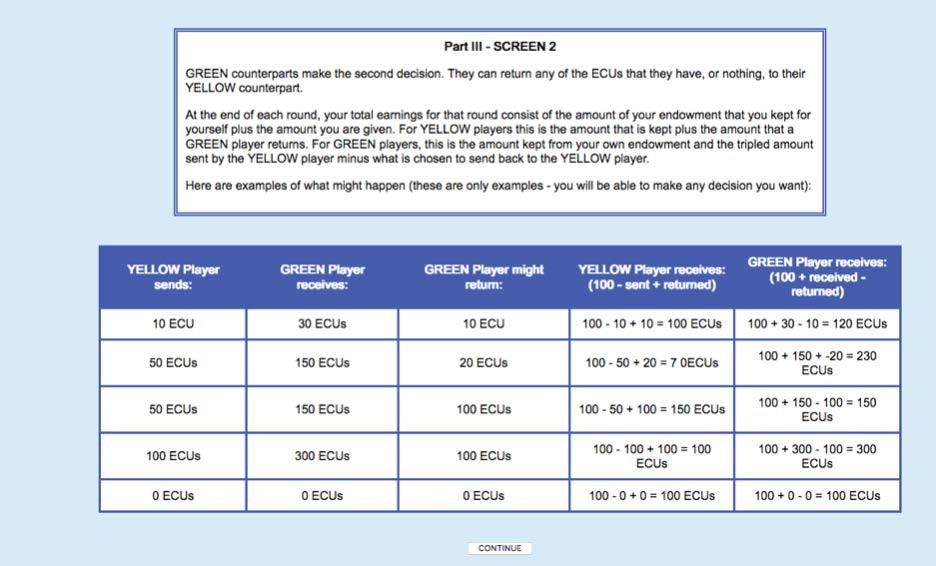 Part III - SCREEN 2
GREEN counterparts make the second decision. They can return any of the ECUs that they have, or nothing, to their
YELLOW counterpart.
At the end of each round, your total earnings for that round consist of the amount of your endowment that you kept for
yourself plus the amount you are given. For YELLOW players this is the amount that is kept plus the amount that a
GREEN player returns. For GREEN players, this is the amount kept from your own endowment and the tripled amount
sent by the YELLOW player minus what is chosen to send back to the YELLOW player.
Here are examples of what might happen (these are only examples - you will be able to make any decision you want):
YELLOW Player
sends:
GREEN Player
receives:
GREEN Player might
return:
YELLOW Player receives:
(100 - sent + returned)
GREEN Player receives:
(100 + received -
returned)
10 ECU
30 ECUs
10 ECU
100 - 10 + 10 = 100 ECUs
100 + 30 - 10 = 120 ECUs
50 ECUs
150 ECUs
20 ECUs
100 - 50 + 20 = 7 0ECUs
100 + 150 + -20 = 230
ECUs
50 ECUs
150 ECUs
100 ECUs
100 - 50 + 100 = 150 ECUs
100 + 150 - 100 = 150
ECUs
100 ECUs
300 ECUs
100 ECUs
100 - 100 + 100 = 100
ECUs
100 + 300 - 100 = 300
ECUs
0 ECUs
0 ECUs
0 ECUs
100 - 0 + 0 = 100 ECUs
100 + 0 - 0 = 100 ECUs
CONTINUE